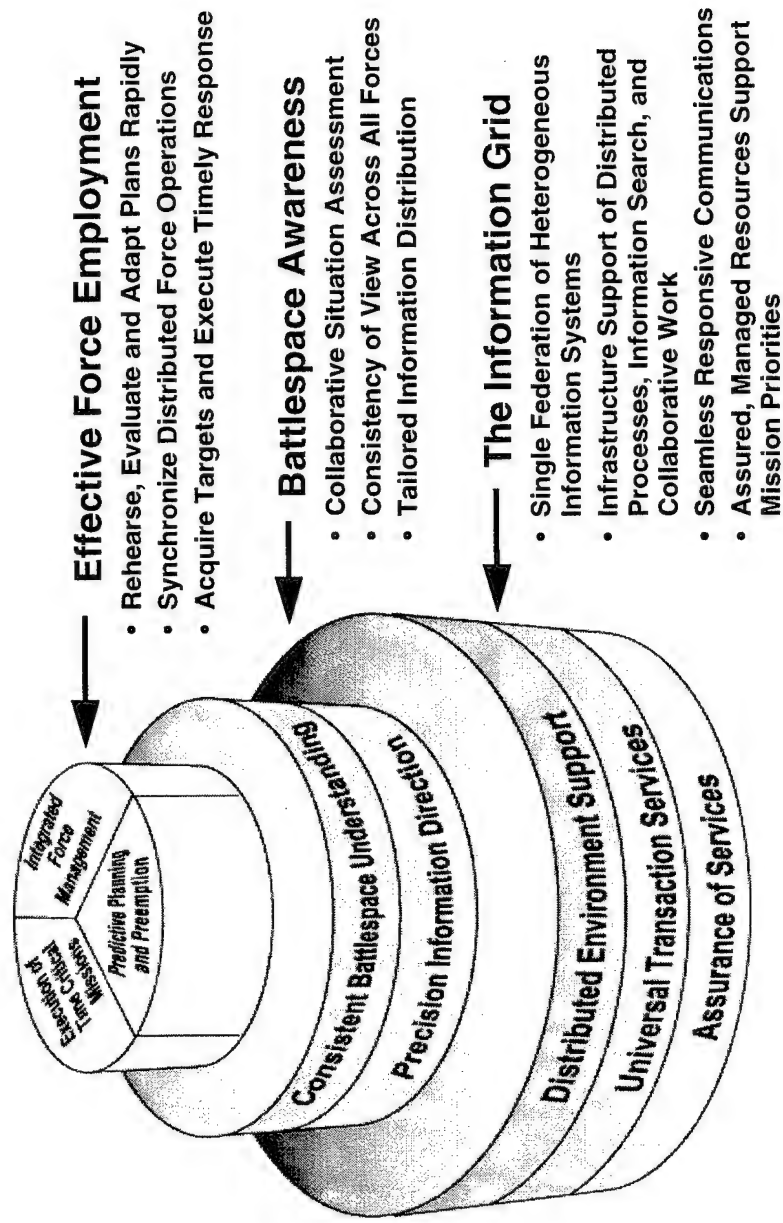 Execution of
Time Critical
Missions
Integrated
Force
Management
Predictive Planning
and Preemption
Consistent Battlespace Understanding
Precision Information Direction
Distributed Environment Support
Universal Transaction Services
Assurance of Services
Effective Force Employment
• Rehearse, Evaluate and Adapt Plans Rapidly
• Synchronize Distributed Force Operations
• Acquire Targets and Execute Timely Response
Battlespace Awareness
• Collaborative Situation Assessment
• Consistency of View Across All Forces
• Tailored Information Distribution
The Information Grid
• Single Federation of Heterogeneous
Information Systems
• Infrastructure Support of Distributed
Processes, Information Search, and
Collaborative Work
• Seamless Responsive Communications
• Assured, Managed Resources Support
Mission Priorities